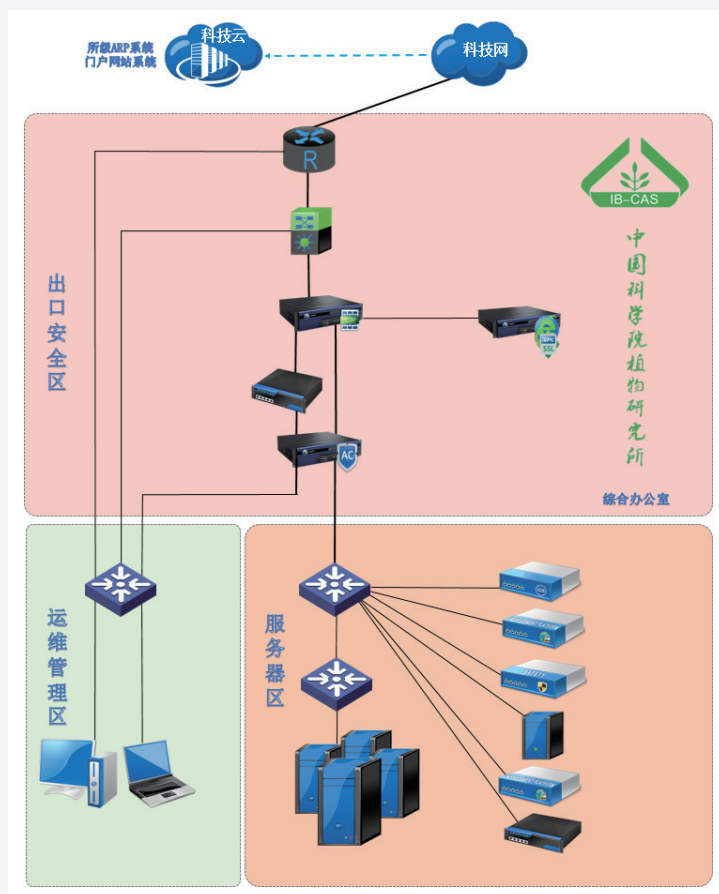 所级ARP系统
门户网站系统
科技云
科技网
R
IB-CAS
中国科学院植物研究所
出口安全区
VPN
SSL
AC
综合办公室
运维管理区
服务器区
SAFETY